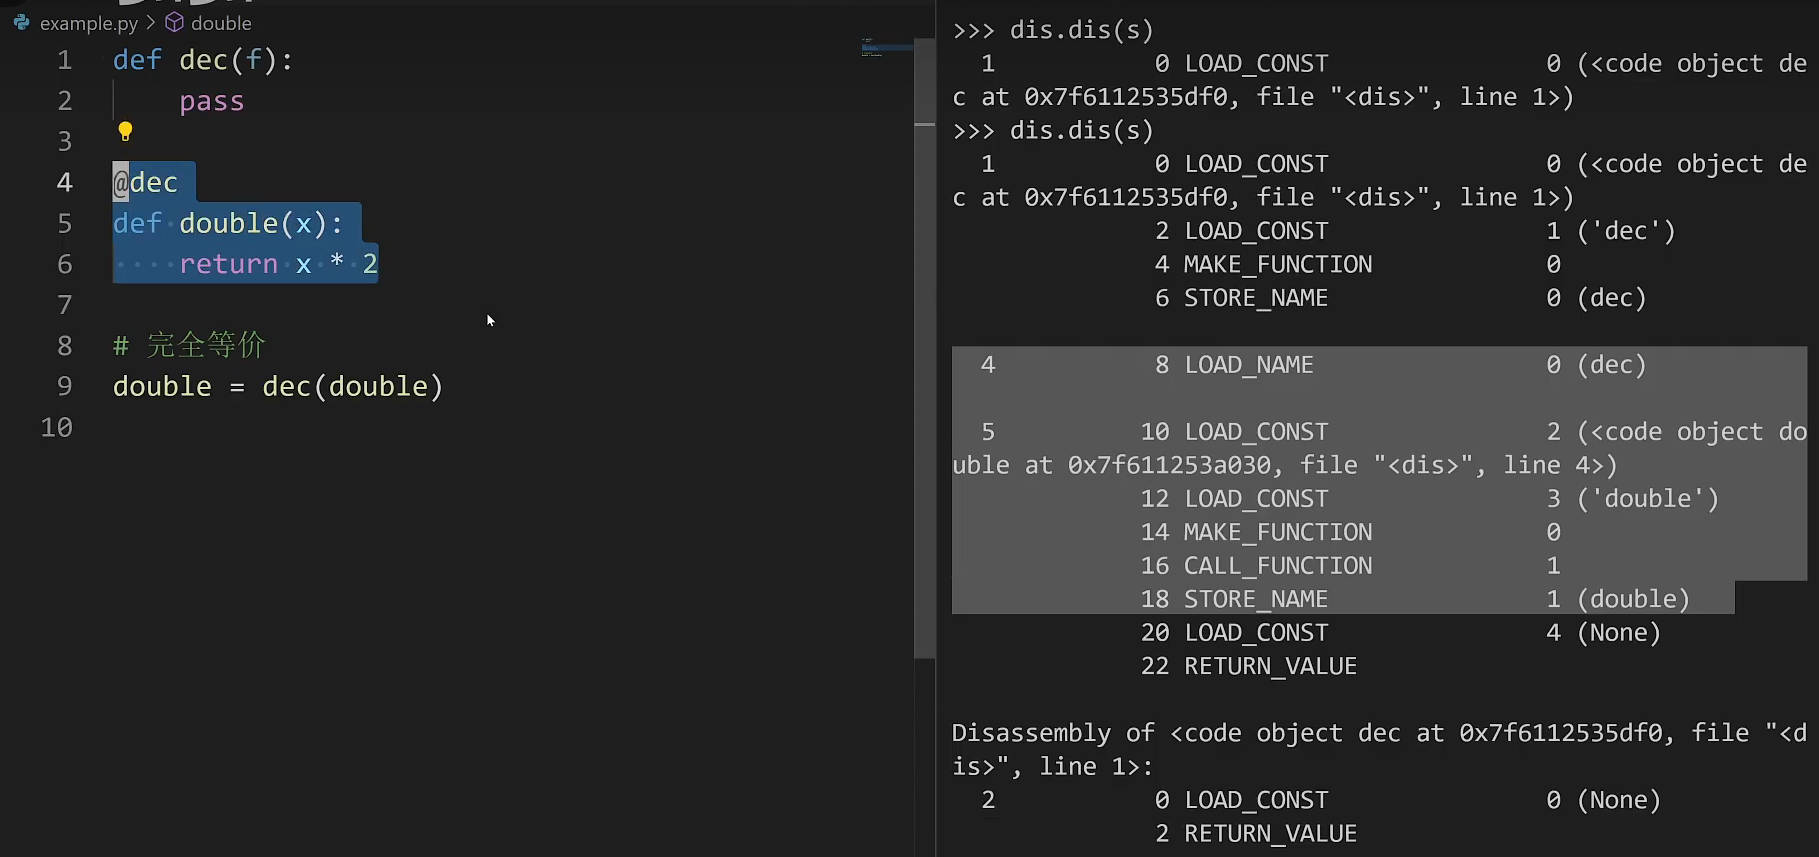 example.py > double
1 def dec(f):
2 pass
3
4 @dec
5 def double(x):
6 return x * 2
7
8 # 完全等价
9 double = dec(double)
10
>>> dis.dis(s)
1 0 LOAD_CONST 0 (<code object de
c at 0x7f6112535df0, file "<dis>", line 1>)
>>> dis.dis(s)
1 0 LOAD_CONST 0 (<code object de
c at 0x7f6112535df0, file "<dis>", line 1>)
2 LOAD_CONST 1 ('dec')
4 MAKE_FUNCTION 0
6 STORE_NAME 0 (dec)
4 8 LOAD_NAME 0 (dec)
5 10 LOAD_CONST 2 (<code object do
uble at 0x7f611253a030, file "<dis>", line 4>)
12 LOAD_CONST 3 ('double')
14 MAKE_FUNCTION 0
16 CALL_FUNCTION 1
18 STORE_NAME 1 (double)
20 LOAD_CONST 4 (None)
22 RETURN_VALUE
Disassembly of <code object dec at 0x7f6112535df0, file "<d
is>", line 1>:
2 0 LOAD_CONST 0 (None)
2 RETURN_VALUE